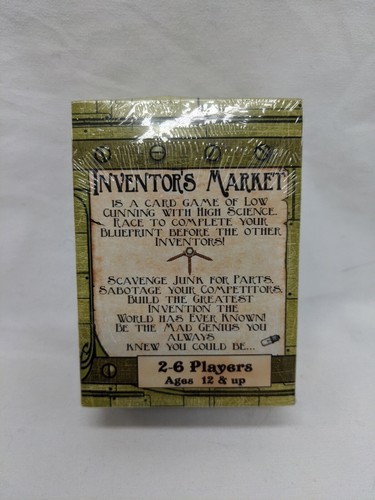 Inventor's Market
is a card game of Low
Cunning with High Science.
Race to complete your
Blueprint before the other
Inventors!
Scavenge Junk for Parts,
Sabotage your Competitors,
Build the Greatest
Invention the
World has Ever Known!
Be the Mad Genius you
Always
knew you could be...
2-6 Players
Ages 12 & up